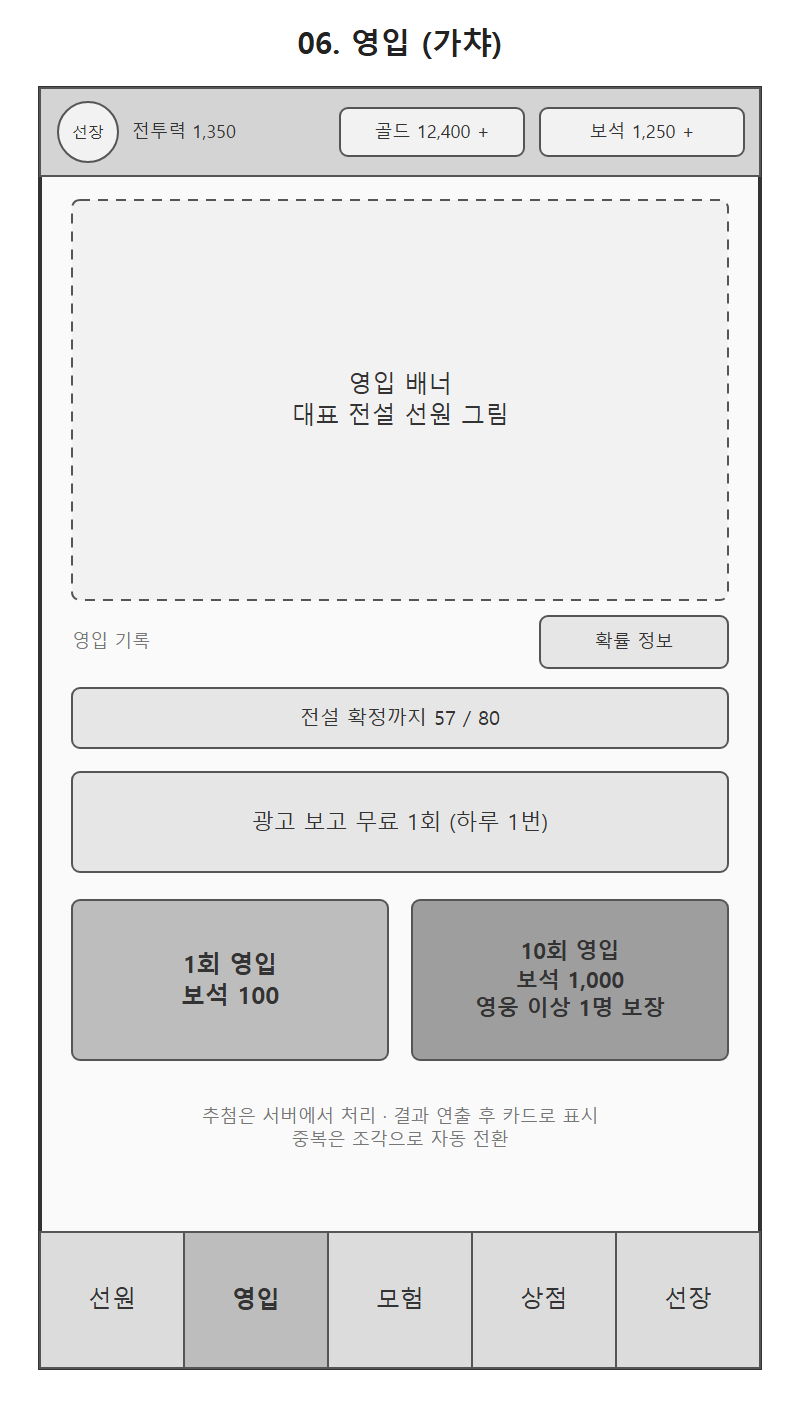 06. 영입 (가챠)
선장
전투력 1,350
골드 12,400 +
보석 1,250 +
영입 배너
대표 전설 선원 그림
영입 기록
확률 정보
전설 확정까지 57 / 80
광고 보고 무료 1회 (하루 1번)
1회 영입
보석 100
10회 영입
보석 1,000
영웅 이상 1명 보장
추첨은 서버에서 처리 · 결과 연출 후 카드로 표시
중복은 조각으로 자동 전환
선원
영입
모험
상점
선장